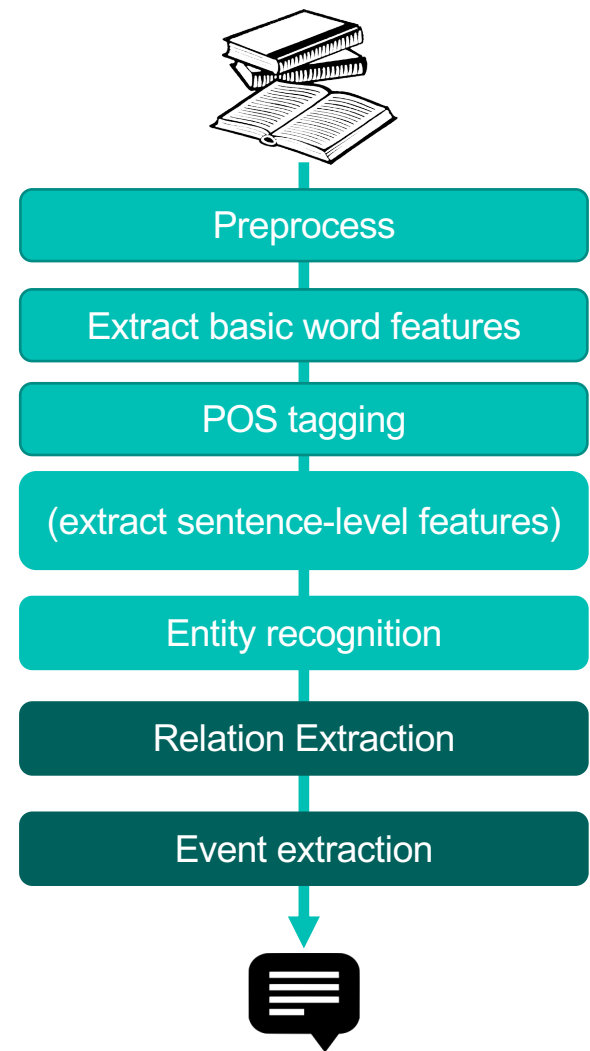 Preprocess
Extract basic word features
POS tagging
(extract sentence-level features)
Entity recognition
Relation Extraction
Event extraction